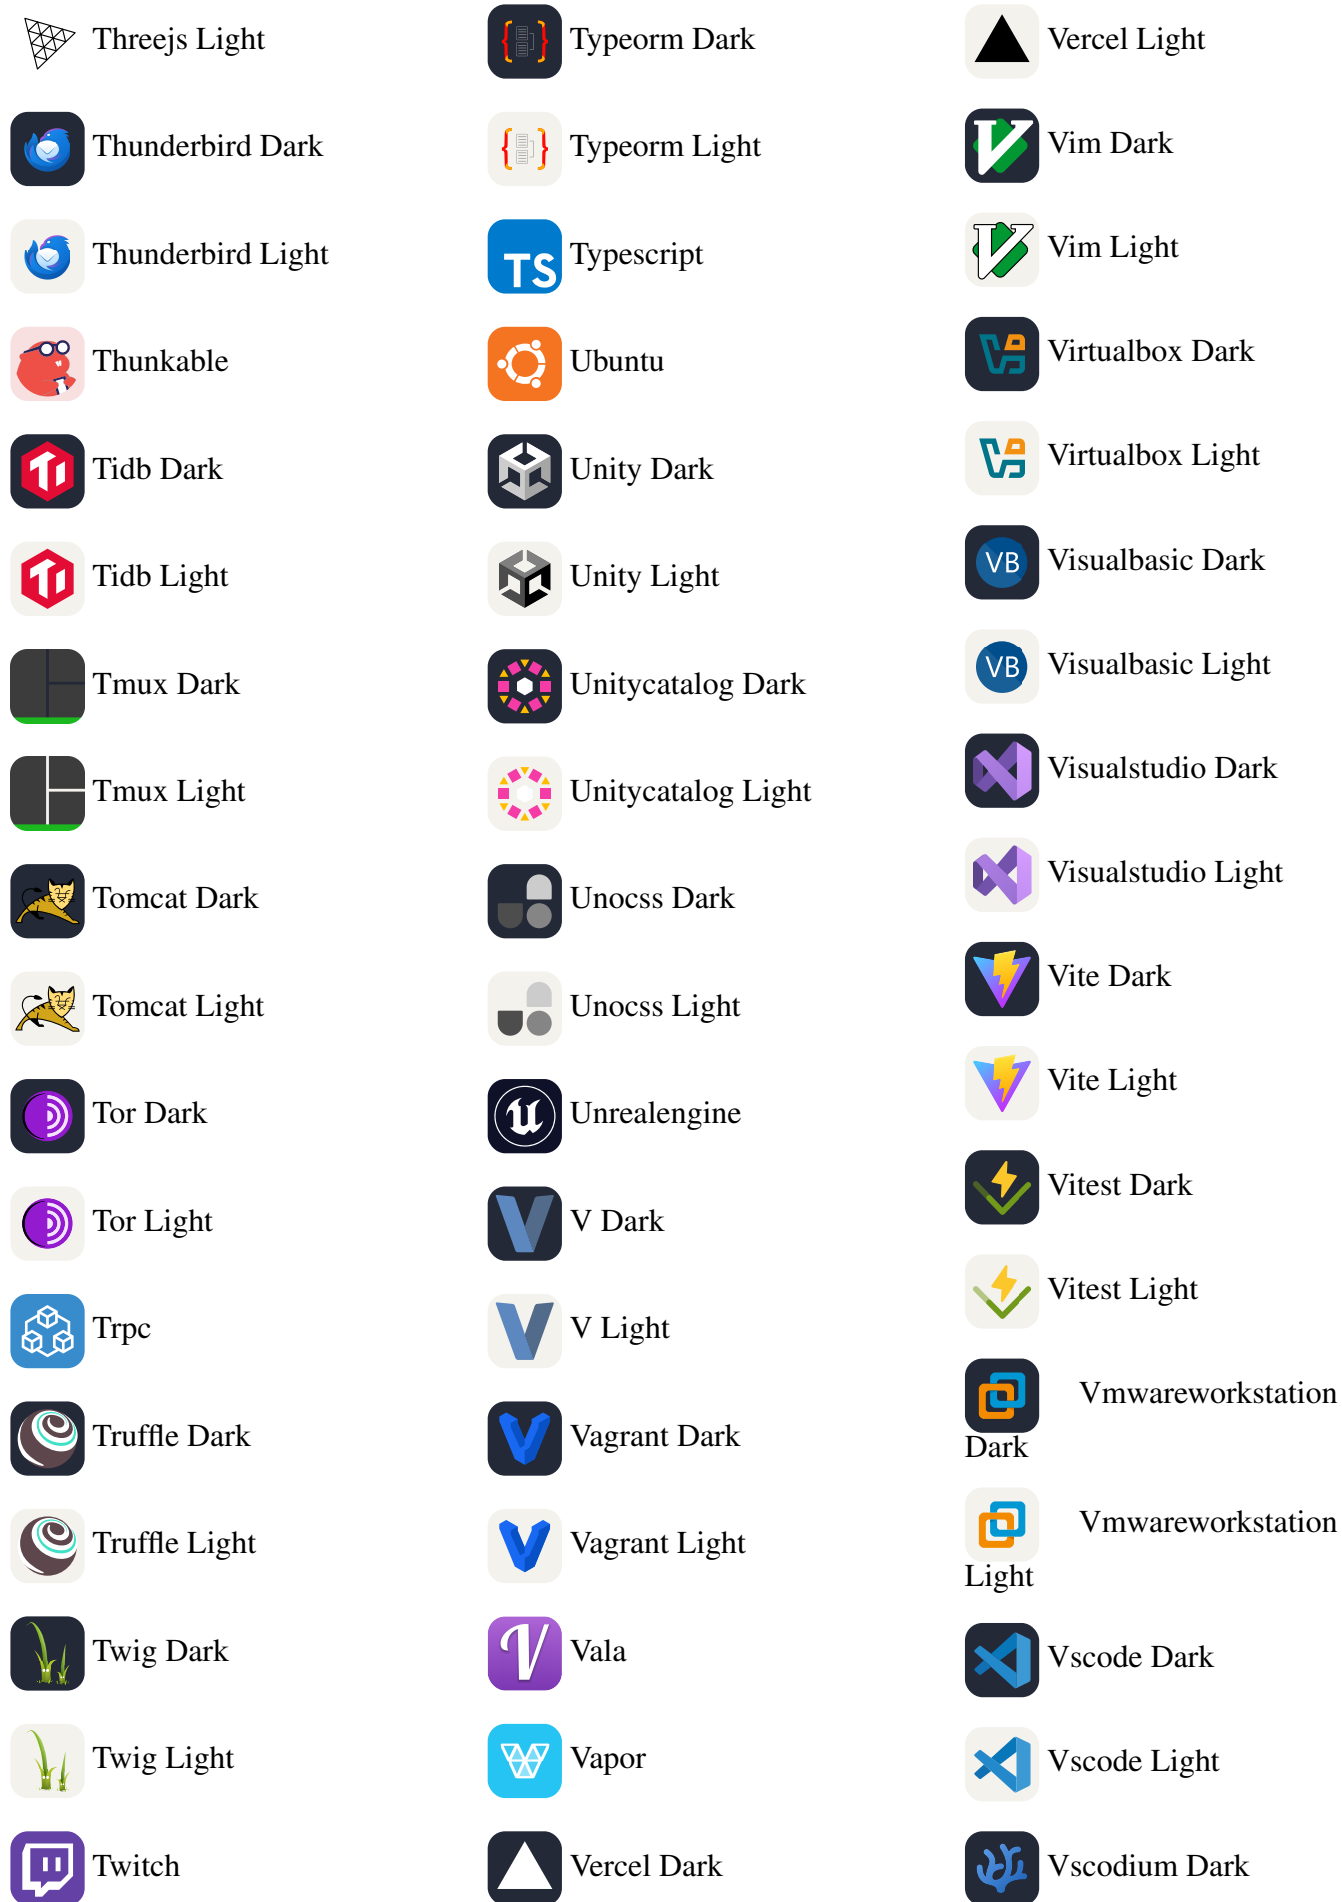 Threejs Light
Thunderbird Dark
Thunderbird Light
Thunkable
Tidb Dark
Tidb Light
Tmux Dark
Tmux Light
Tomcat Dark
Tomcat Light
Tor Dark
Tor Light
Trpc
Truffle Dark
Truffle Light
Twig Dark
Twig Light
Twitch
Typeorm Dark
Typeorm Light
TS
Typescript
Ubuntu
Unity Dark
Unity Light
Unitycatalog Dark
Unitycatalog Light
Unocss Dark
Unocss Light
Unrealengine
V Dark
V Light
Vagrant Dark
Vagrant Light
Vala
Vapor
Vercel Dark
Vercel Light
Vim Dark
Vim Light
Virtualbox Dark
Virtualbox Light
VB
Visualbasic Dark
VB
Visualbasic Light
Visualstudio Dark
Visualstudio Light
Vite Dark
Vite Light
Vitest Dark
Vitest Light
Vmwareworkstation
Dark
Vmwareworkstation
Light
Vscode Dark
Vscode Light
Vscodium Dark